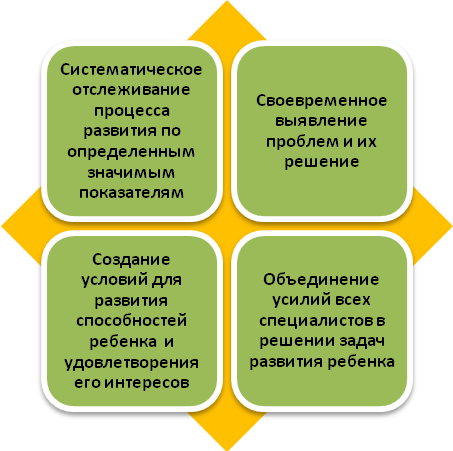 Систематическое
отслеживание
процесса
развития по
определенным
значимым
показателям
Своевременное
выявление
проблем и их
решение
Создание
условий для
развития
способностей
ребенка и
удовлетворения
его интересов
Объединение
усилий всех
специалистов в
решении задач
развития ребенка